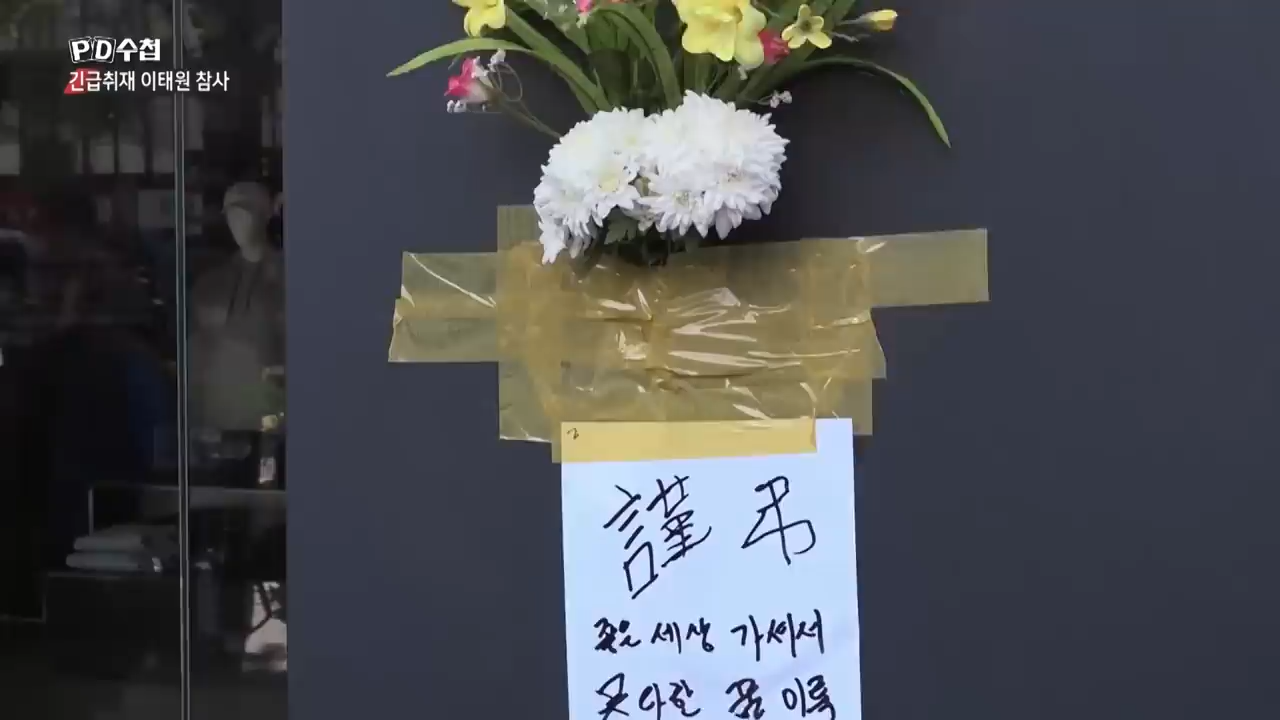 PD수첩
긴급취재 이태원 참사
謹 弔
좋은 세상 가셔서
못 다한 꿈 이룩